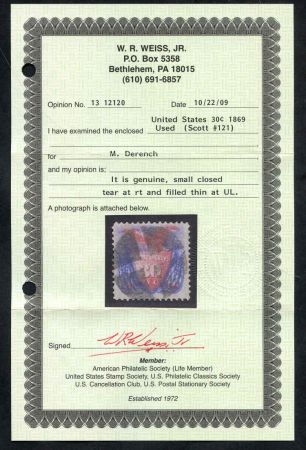 W. R. WEISS, JR.
P.O. Box 5358
Bethlehem, PA 18015
(610) 691-6857
Opinion No. 13 12120 Date 10/22/09
United States 30¢ 1869
I have examined the enclosed Used (Scott #121)
for M. Derench
and my opinion is:
It is genuine, small closed
tear at rt and filled thin at UL.
A photograph is attached below.
Signed W R Weiss, Jr
Member:
American Philatelic Society (Life Member)
United States Stamp Society, U.S. Philatelic Classics Society
U.S. Cancellation Club, U.S. Postal Stationery Society
Established 1972